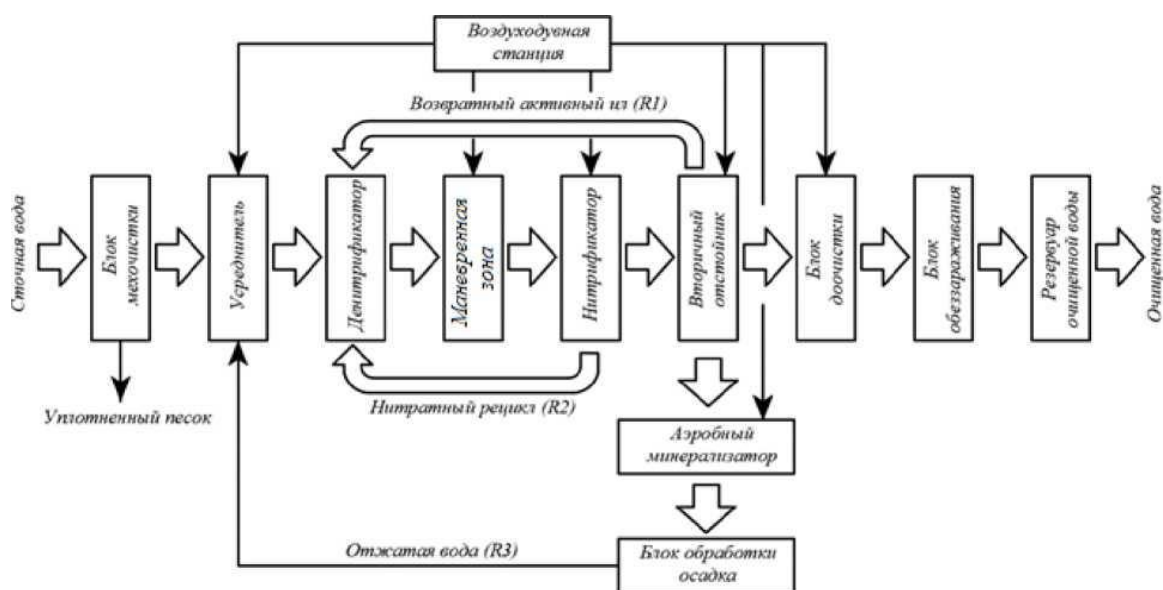 Воздуходувная
станция
Возвратный активный ил (R1)
Сточная вода
Блок
мехочистки
Усреднитель
Денитрификатор
Маневренная
зона
Нитрификатор
Вторичный
отстойник
Блок
доочистки
Блок
обеззараживания
Резервуар
очищенной воды
Очищенная вода
Уплотненный песок
Нитратный рецикл (R2)
Аэробный
минерализатор
Отжатая вода (R3)
Блок обработки
осадка